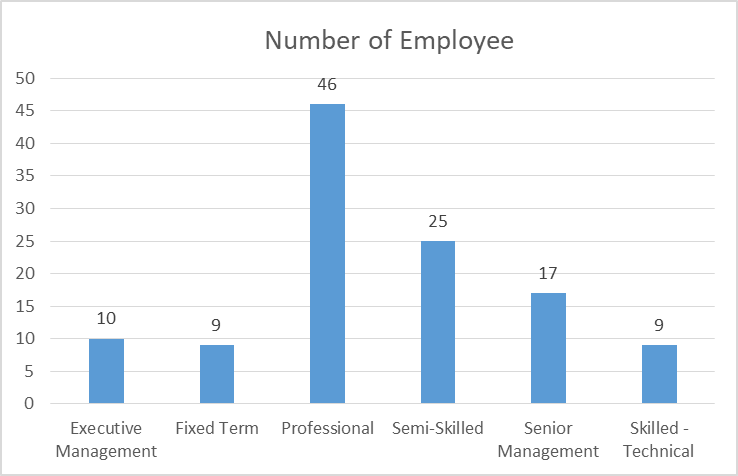 Number of Employee
50
45
40
35
30
25
20
15
10
5
0
10
9
46
25
17
9
Executive
Management
Fixed Term
Professional
Semi-Skilled
Senior
Management
Skilled -
Technical